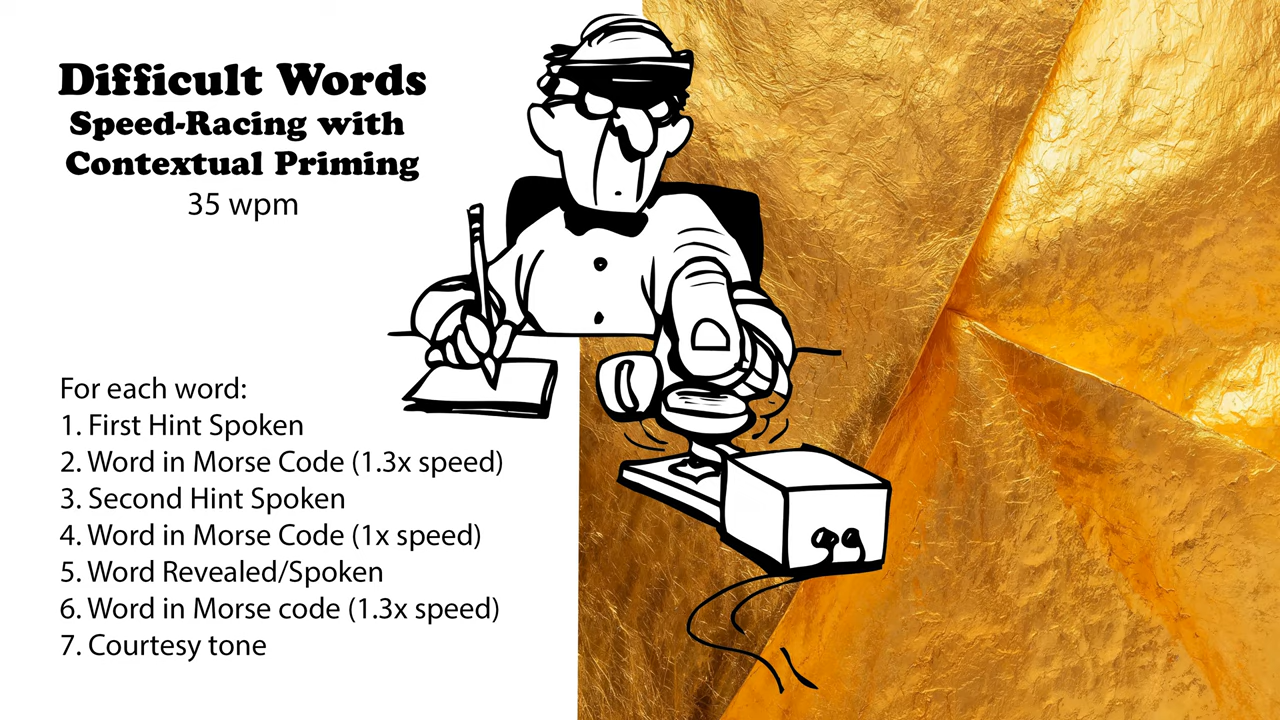 Difficult Words
Speed-Racing with
Contextual Priming
35 wpm
For each word:
1. First Hint Spoken
2. Word in Morse Code (1.3x speed)
3. Second Hint Spoken
4. Word in Morse Code (1x speed)
5. Word Revealed/Spoken
6. Word in Morse code (1.3x speed)
7. Courtesy tone